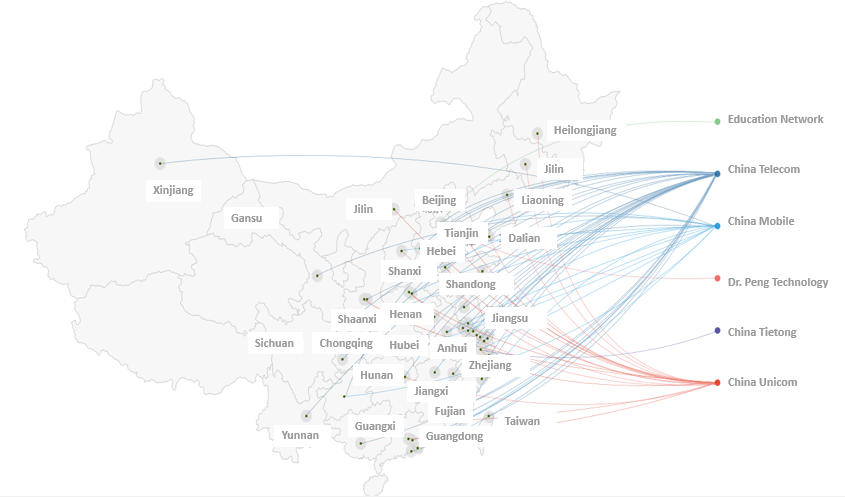 Education Network
Heilongjiang
China Telecom
Jilin
Xinjiang
Beijing
Liaoning
Jilin
Gansu
China Mobile
Tianjin
Dalian
Hebei
Shanxi
Shandong
Dr. Peng Technology
Shaanxi
Henan
Jiangsu
China Tietong
Sichuan
Chongqing
Hubei
Anhui
Zhejiang
Hunan
China Unicom
Jiangxi
Fujian
Taiwan
Guangxi
Yunnan
Guangdong